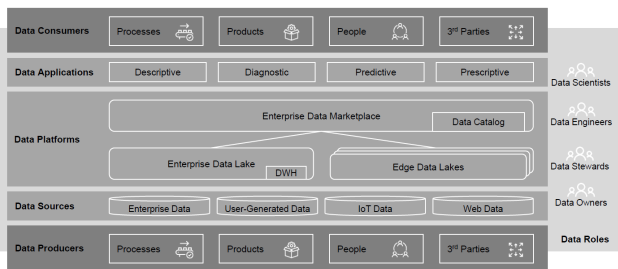 Data Consumers
Processes
Products
People
3rd Parties
Data Applications
Descriptive
Diagnostic
Predictive
Prescriptive
Data Scientists
Data Platforms
Enterprise Data Marketplace
Data Catalog
Data Engineers
Enterprise Data Lake
DWH
Edge Data Lakes
Data Stewards
Data Sources
Enterprise Data
User-Generated Data
IoT Data
Web Data
Data Owners
Data Producers
Processes
Products
People
3rd Parties
Data Roles